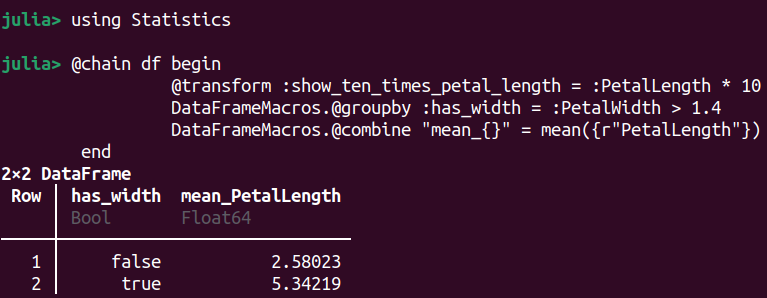 julia> using Statistics
julia> @chain df begin
@transform :show_ten_times_petal_length = :PetalLength * 10
DataFrameMacros.@groupby :has_width = :PetalWidth > 1.4
DataFrameMacros.@combine "mean_{}" = mean({r"PetalLength"})
end
2×2 DataFrame
Row has_width mean_PetalLength
Bool Float64
1 false 2.58023
2 true 5.34219